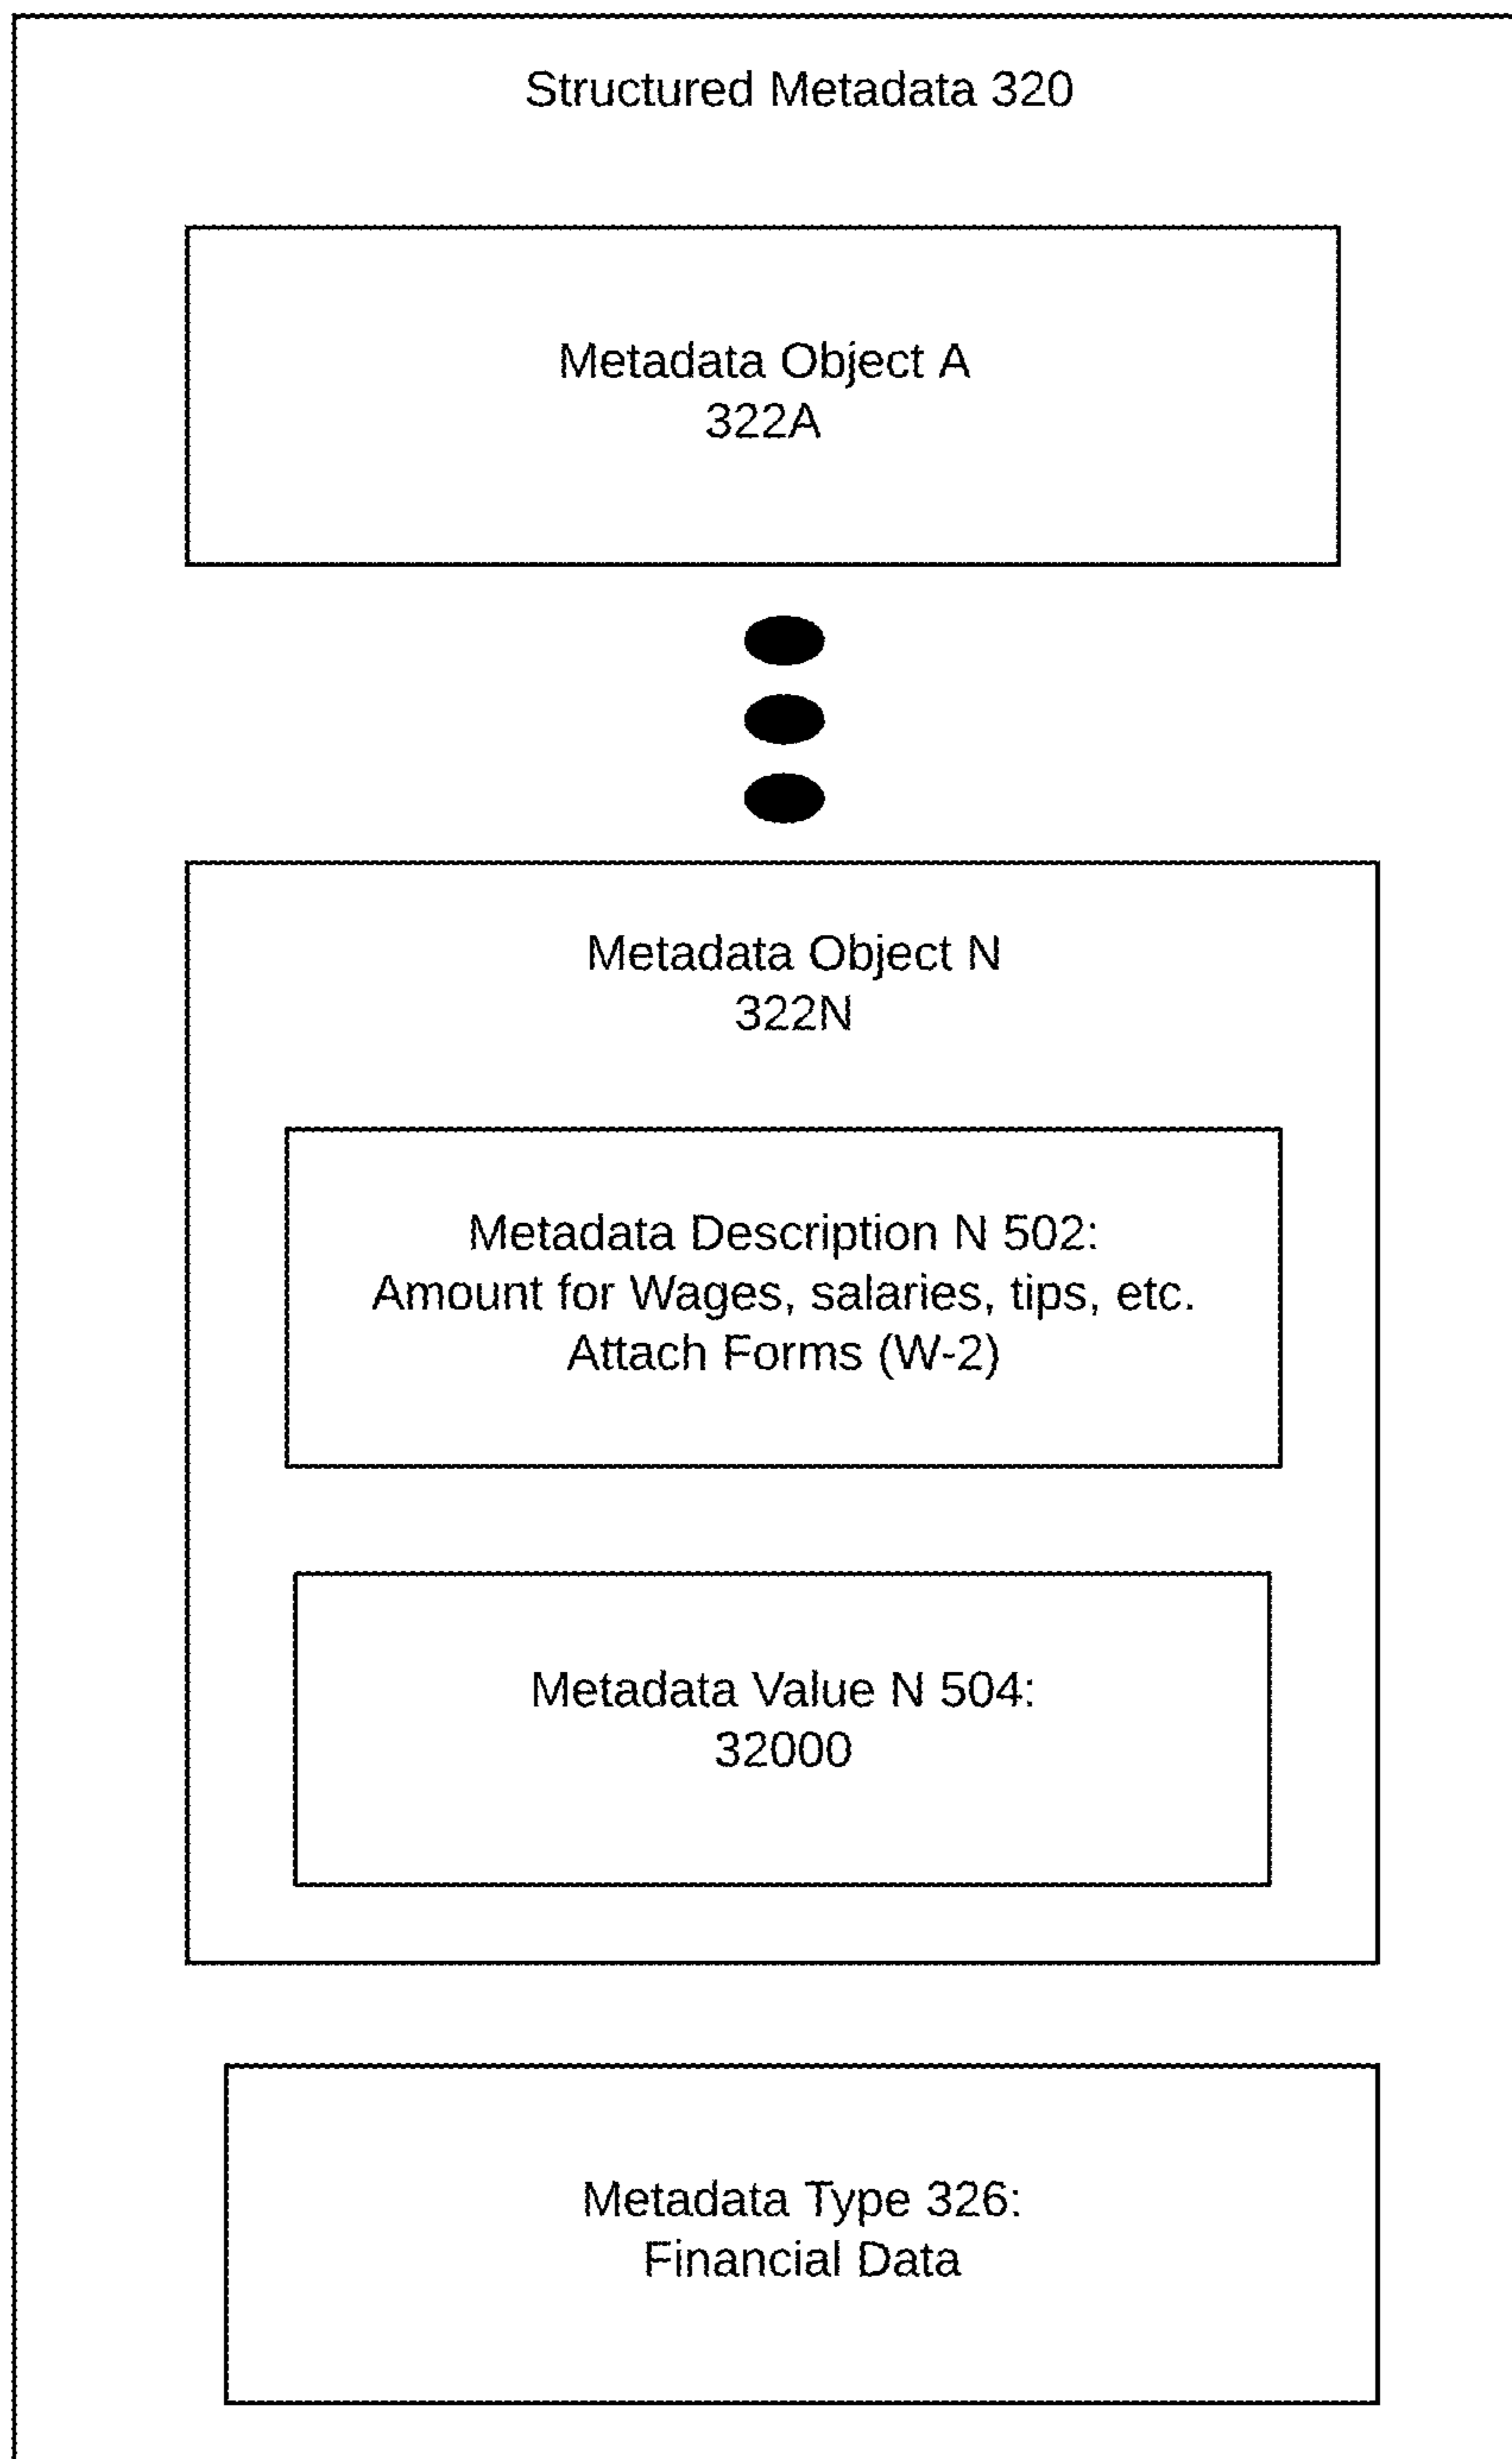 Structured Metadata 320
Metadata Object A
322A
Metadata Object N
322N
Metadata Description N 502:
Amount for Wages, salaries, tips, etc.
Attach Forms (W-2)
Metadata Value N 504:
32000
Metadata Type 326:
Financial Data